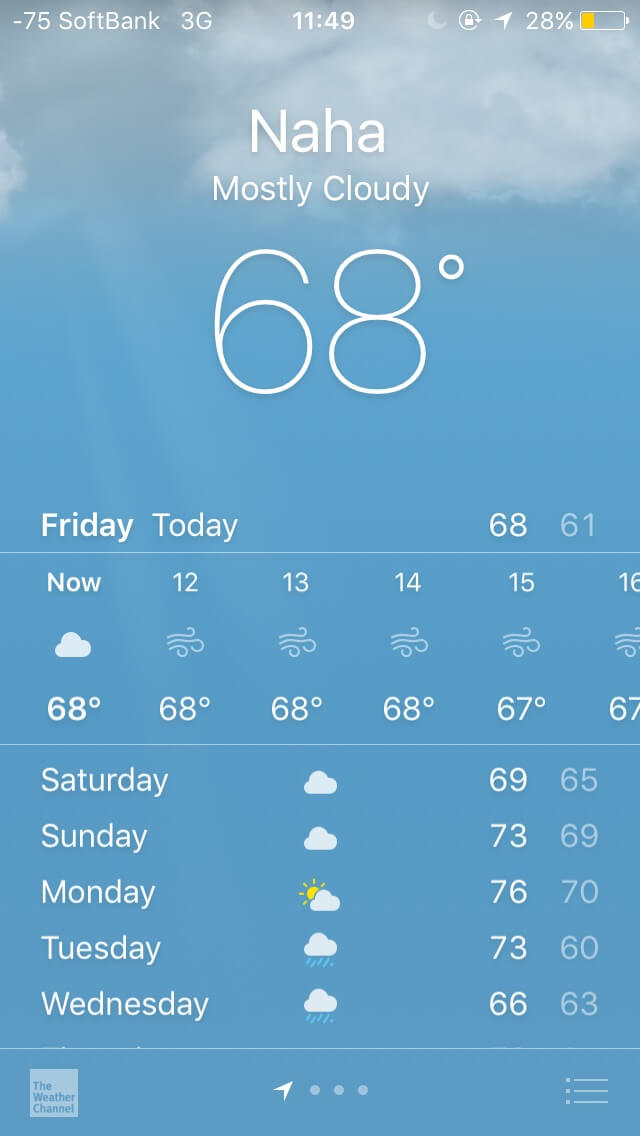 -75 SoftBank 3G 11:49 28%
Naha
Mostly Cloudy
68°
Friday Today 68 61
Now 12 13 14 15 16
68° 68° 68° 68° 67° 67
Saturday 69 65
Sunday 73 69
Monday 76 70
Tuesday 73 60
Wednesday 66 63
The
Weather
Channel